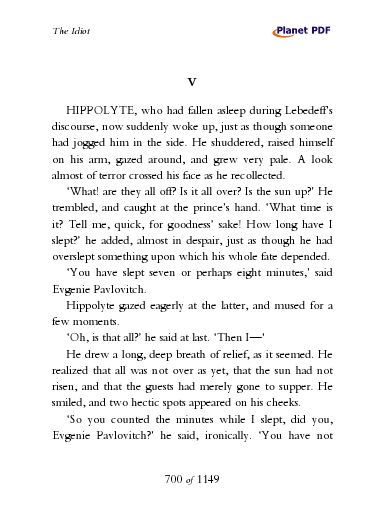 The Idiot
Planet PDF
V
HIPPOLYTE, who had fallen asleep during Lebedeff's
discourse, now suddenly woke up, just as though someone
had jogged him in the side. He shuddered, raised himself
on his arm, gazed around, and grew very pale. A look
almost of terror crossed his face as he recollected.
'What! are they all off? Is it all over? Is the sun up?' He
trembled, and caught at the prince's hand. 'What time is
it? Tell me, quick, for goodness' sake! How long have I
slept?' he added, almost in despair, just as though he had
overslept something upon which his whole fate depended.
'You have slept seven or perhaps eight minutes,' said
Evgenie Pavlovitch.
Hippolyte gazed eagerly at the latter, and mused for a
few moments.
'Oh, is that all?' he said at last. 'Then I—'
He drew a long, deep breath of relief, as it seemed. He
realized that all was not over as yet, that the sun had not
risen, and that the guests had merely gone to supper. He
smiled, and two hectic spots appeared on his cheeks.
'So you counted the minutes while I slept, did you,
Evgenie Pavlovitch?' he said, ironically. 'You have not
700 of 1149